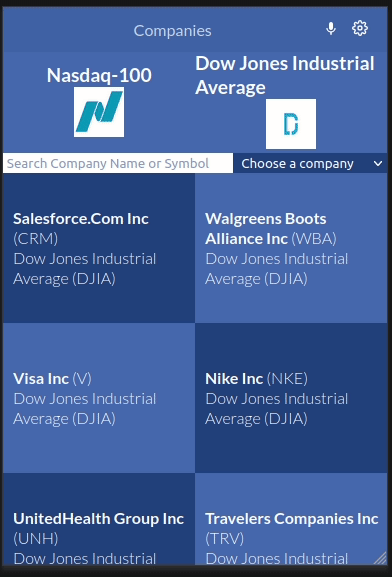 Companies
Nasdaq-100
Dow Jones Industrial
Average
D
Search Company Name or Symbol
Choose a company
Salesforce.Com Inc
(CRM)
Dow Jones Industrial
Average (DJIA)
Walgreens Boots
Alliance Inc (WBA)
Dow Jones Industrial
Average (DJIA)
Visa Inc (V)
Dow Jones Industrial
Average (DJIA)
Nike Inc (NKE)
Dow Jones Industrial
Average (DJIA)
UnitedHealth Group Inc
(UNH)
Dow Jones Industrial
Travelers Companies Inc
(TRV)
Dow Jones Industrial